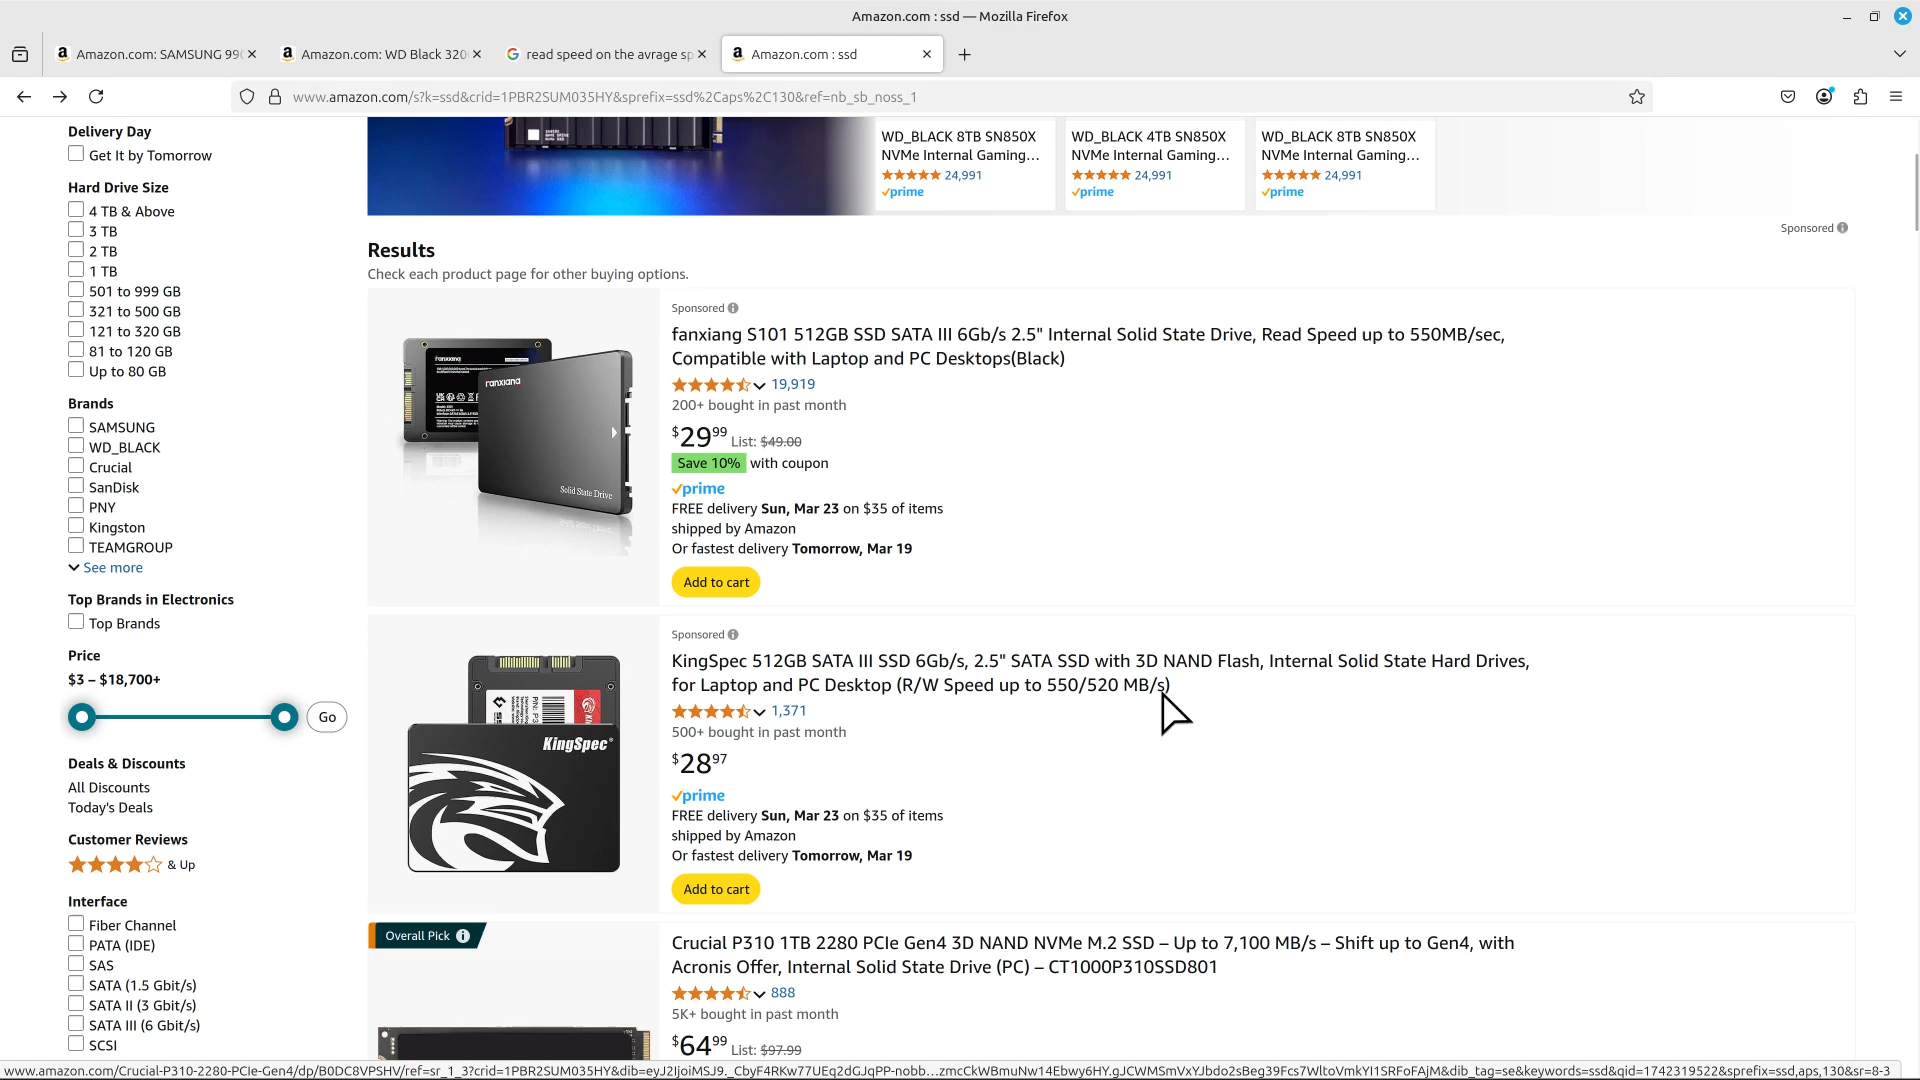 Amazon.com : ssd — Mozilla Firefox
Amazon.com: SAMSUNG 99
Amazon.com: WD Black 320
read speed on the avrage sp
Amazon.com : ssd
www.amazon.com/s?k=ssd&crid=1PBR2SUM035HY&sprefix=ssd%2Caps%2C130&ref=nb_sb_noss_1
Delivery Day
Get It by Tomorrow
Hard Drive Size
4 TB & Above
3 TB
2 TB
1 TB
501 to 999 GB
321 to 500 GB
121 to 320 GB
81 to 120 GB
Up to 80 GB
Brands
SAMSUNG
WD_BLACK
Crucial
SanDisk
PNY
Kingston
TEAMGROUP
See more
Top Brands in Electronics
Top Brands
Price
$3 – $18,700+
Go
Deals & Discounts
All Discounts
Today's Deals
Customer Reviews
& Up
Interface
Fiber Channel
PATA (IDE)
SAS
SATA (1.5 Gbit/s)
SATA II (3 Gbit/s)
SATA III (6 Gbit/s)
SCSI
WD_BLACK 8TB SN850X
NVMe Internal Gaming...
24,991
prime
WD_BLACK 4TB SN850X
NVMe Internal Gaming...
24,991
prime
WD_BLACK 8TB SN850X
NVMe Internal Gaming...
24,991
prime
Sponsored
Results
Check each product page for other buying options.
fanxiang
Solid State Drive
Sponsored
fanxiang S101 512GB SSD SATA III 6Gb/s 2.5" Internal Solid State Drive, Read Speed up to 550MB/sec,
Compatible with Laptop and PC Desktops(Black)
19,919
200+ bought in past month
$29.99 List: $49.00
Save 10% with coupon
prime
FREE delivery Sun, Mar 23 on $35 of items
shipped by Amazon
Or fastest delivery Tomorrow, Mar 19
Add to cart
KingSpec
Sponsored
KingSpec 512GB SATA III SSD 6Gb/s, 2.5" SATA SSD with 3D NAND Flash, Internal Solid State Hard Drives,
for Laptop and PC Desktop (R/W Speed up to 550/520 MB/s)
1,371
500+ bought in past month
$28.97
prime
FREE delivery Sun, Mar 23 on $35 of items
shipped by Amazon
Or fastest delivery Tomorrow, Mar 19
Add to cart
Overall Pick
Crucial P310 1TB 2280 PCIe Gen4 3D NAND NVMe M.2 SSD – Up to 7,100 MB/s – Shift up to Gen4, with
Acronis Offer, Internal Solid State Drive (PC) – CT1000P310SSD801
888
5K+ bought in past month
$64.99 List: $97.99